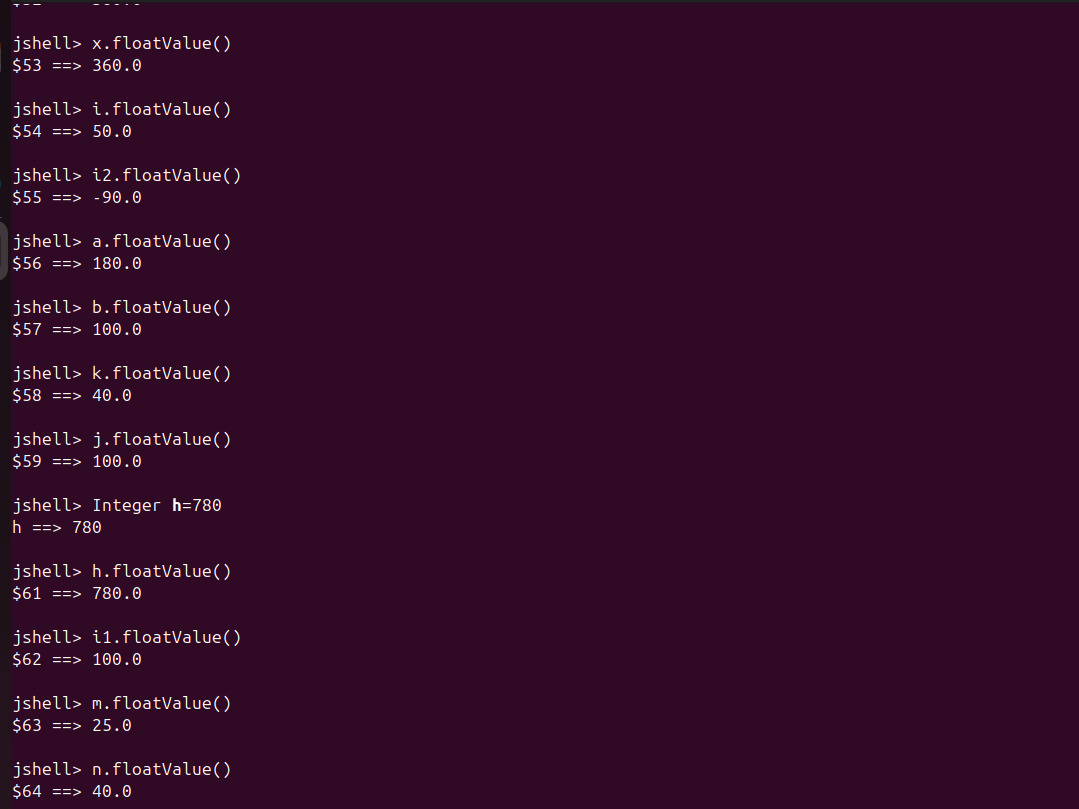 jshell> x.floatValue()
$53 ==> 360.0
jshell> i.floatValue()
$54 ==> 50.0
jshell> i2.floatValue()
$55 ==> -90.0
jshell> a.floatValue()
$56 ==> 180.0
jshell> b.floatValue()
$57 ==> 100.0
jshell> k.floatValue()
$58 ==> 40.0
jshell> j.floatValue()
$59 ==> 100.0
jshell> Integer h=780
h ==> 780
jshell> h.floatValue()
$61 ==> 780.0
jshell> i1.floatValue()
$62 ==> 100.0
jshell> m.floatValue()
$63 ==> 25.0
jshell> n.floatValue()
$64 ==> 40.0